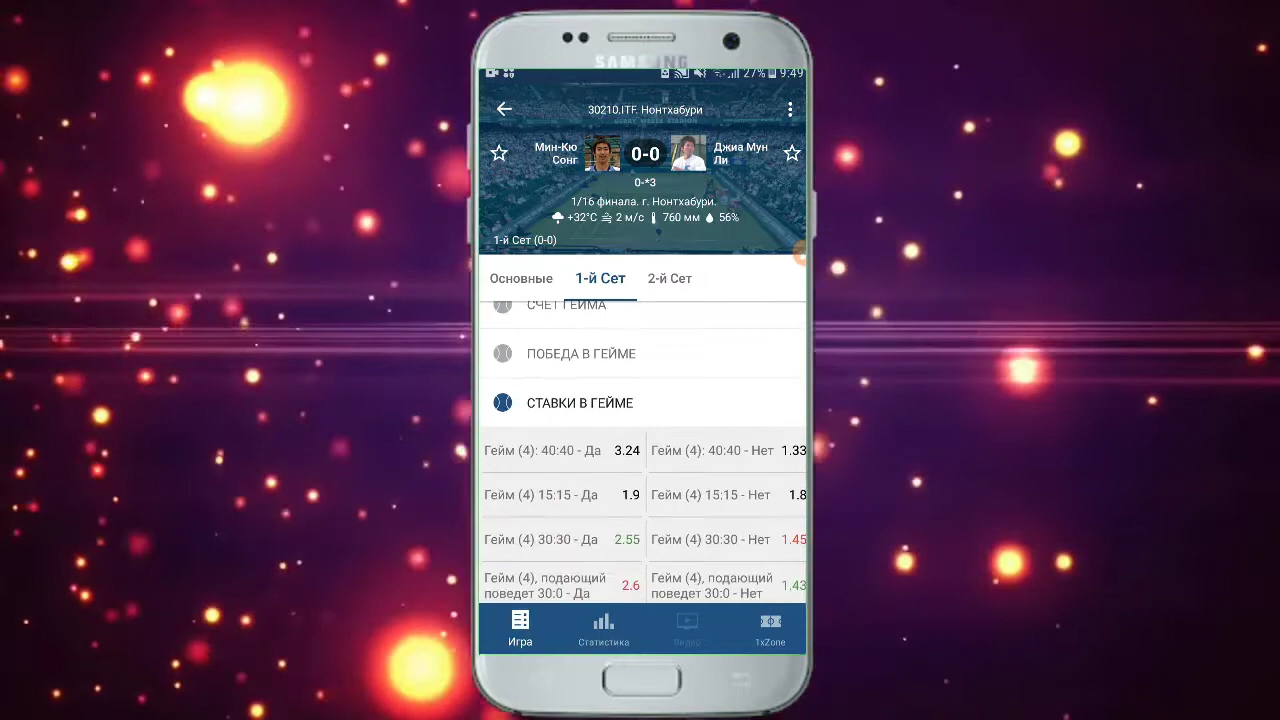 SAMSUNG
27% 9:49
30210.ITF. Нонтхабури
Мин-Кю Сонг
0-0
Джиа Мун Ли
0-*3
1/16 финала. г. Нонтхабури.
+32°C 2 м/с 760 мм 56%
1-й Сет (0-0)
Основные 1-й Сет 2-й Сет
СЧЕТ ГЕЙМА
ПОБЕДА В ГЕЙМЕ
СТАВКИ В ГЕЙМЕ
Гейм (4): 40:40 - Да 3.24 Гейм (4): 40:40 - Нет 1.33
Гейм (4) 15:15 - Да 1.9 Гейм (4) 15:15 - Нет 1.8
Гейм (4) 30:30 - Да 2.55 Гейм (4) 30:30 - Нет 1.45
Гейм (4), подающий поведет 30:0 - Да 2.6 Гейм (4), подающий поведет 30:0 - Нет 1.43
Игра Статистика Видео 1xZone